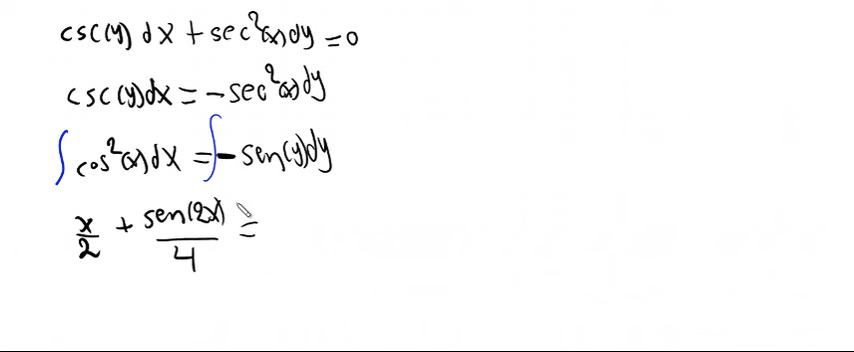 csc(y) dx + sec²(x)dy = 0
csc(y)dx = -sec²(x)dy
∫ cos²(x)dx = ∫ - sen(y)dy
x/2 + sen(2x)/4 =